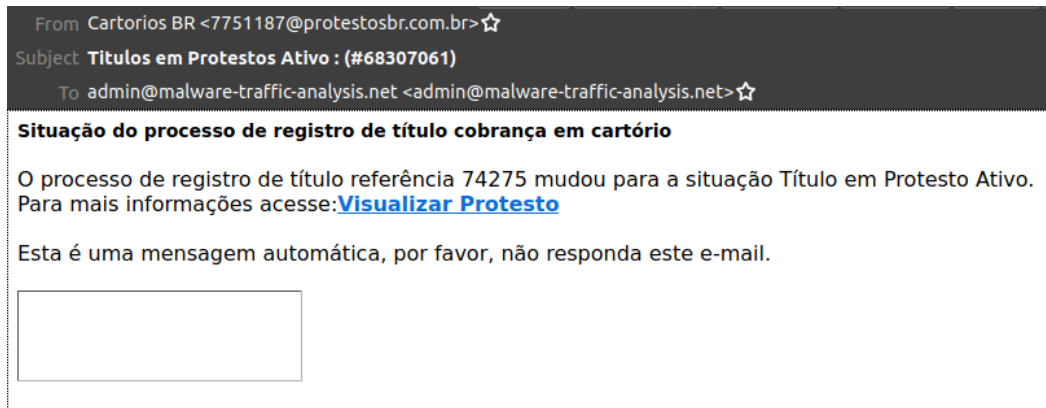 From Cartorios BR <7751187@protestosbr.com.br>
Subject Titulos em Protestos Ativo : (#68307061)
To admin@malware-traffic-analysis.net <admin@malware-traffic-analysis.net>
Situação do processo de registro de título cobrança em cartório
O processo de registro de título referência 74275 mudou para a situação Título em Protesto Ativo.
Para mais informações acesse:Visualizar Protesto
Esta é uma mensagem automática, por favor, não responda este e-mail.